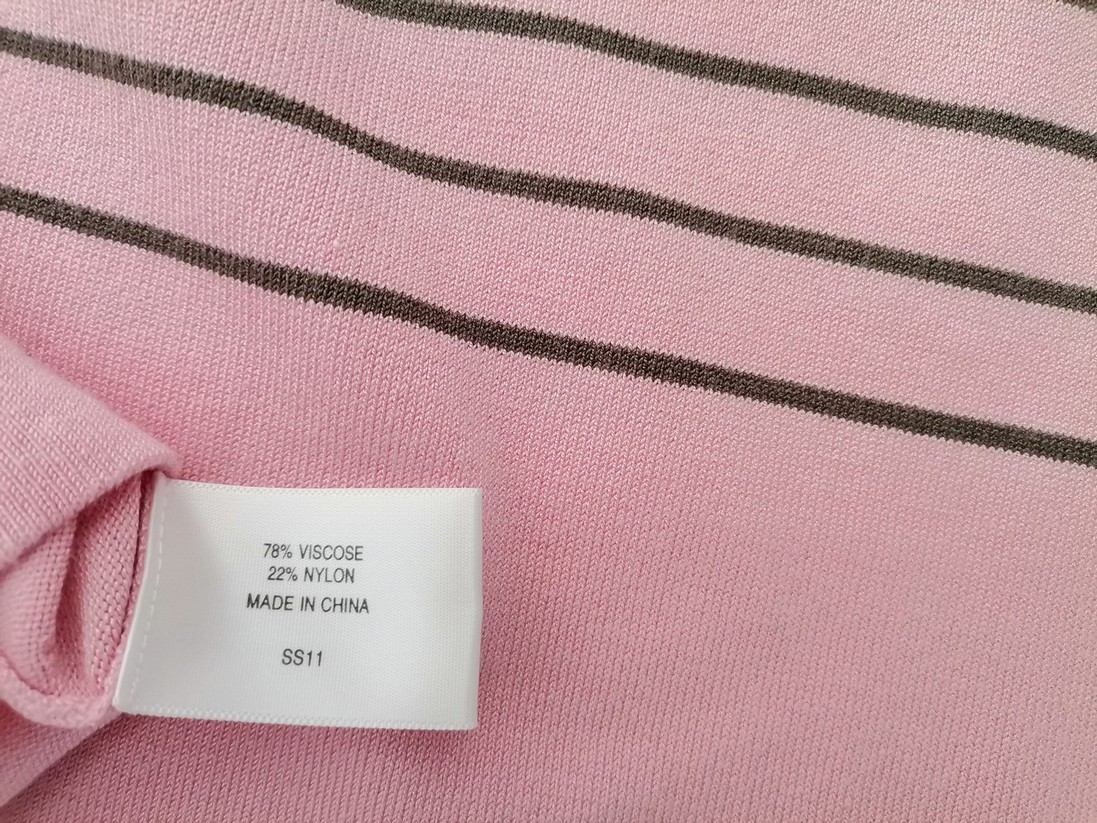 78% VISCOSE
22% NYLON
MADE IN CHINA
SS11